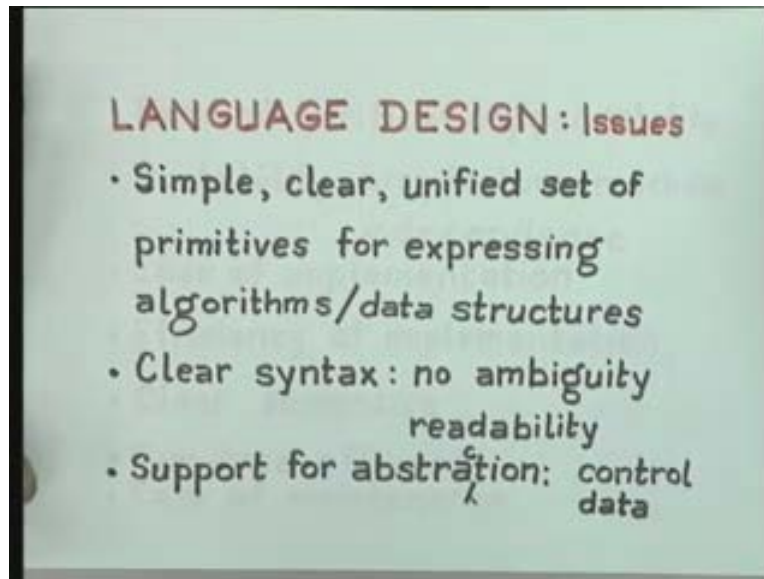 LANGUAGE DESIGN : Issues
• Simple, clear, unified set of
primitives for expressing
algorithms/data structures
• Clear syntax : no ambiguity
readability
• Support for abstraction: control
data